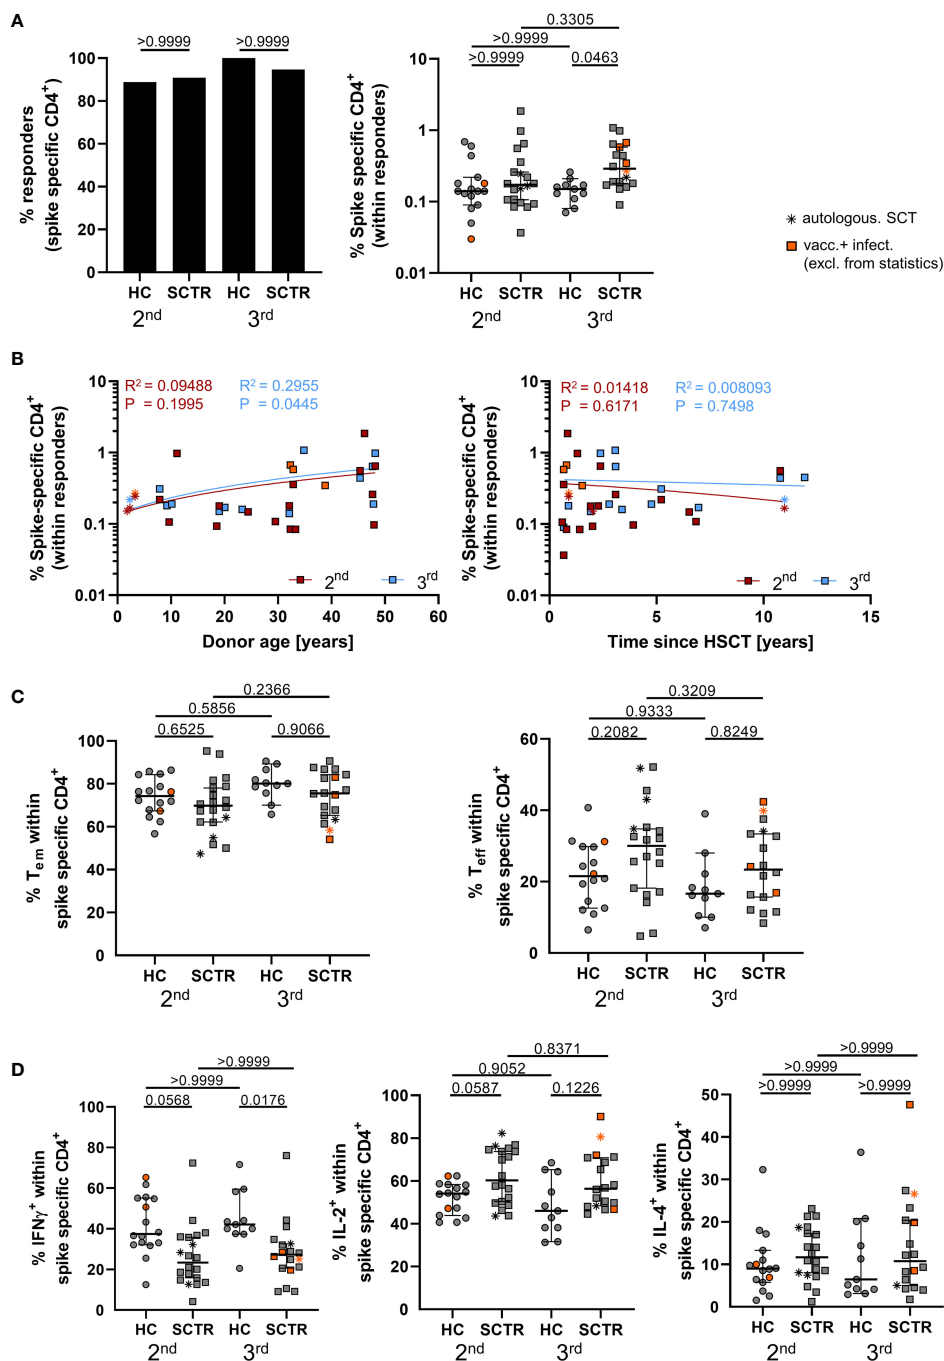 A
>0.9999
>0.9999
% responders
(spike specific CD4+)
100
80
60
40
20
0
HC
SCTR
HC
SCTR
2nd
3rd
0.3305
>0.9999
>0.9999
0.0463
% Spike specific CD4+
(within responders)
10
1
0.1
0.01
HC
SCTR
HC
SCTR
2nd
3rd
autologous. SCT
vacc.+ infect.
(excl. from statistics)
B
R2 = 0.09488
P = 0.1995
R2 = 0.2955
P = 0.0445
% Spike-specific CD4+
(within responders)
10
1
0.1
0.01
2nd
3rd
0
10
20
30
40
50
60
Donor age [years]
R2 = 0.01418
P = 0.6171
R2 = 0.008093
P = 0.7498
% Spike-specific CD4+
(within responders)
10
1
0.1
0.01
2nd
3rd
0
5
10
15
Time since HSCT [years]
C
0.2366
0.5856
0.6525
0.9066
% Tem within
spike specific CD4+
100
80
60
40
20
0
HC
SCTR
HC
SCTR
2nd
3rd
0.3209
0.9333
0.2082
0.8249
% Teff within
spike specific CD4+
60
40
20
0
HC
SCTR
HC
SCTR
2nd
3rd
D
>0.9999
>0.9999
0.0568
0.0176
% IFNγ+ within
spike specific CD4+
100
80
60
40
20
0
HC
SCTR
HC
SCTR
2nd
3rd
0.8371
0.9052
0.0587
0.1226
% IL-2+ within
spike specific CD4+
100
80
60
40
20
0
HC
SCTR
HC
SCTR
2nd
3rd
>0.9999
>0.9999
>0.9999
>0.9999
% IL-4+ within
spike specific CD4+
50
40
30
20
10
0
HC
SCTR
HC
SCTR
2nd
3rd